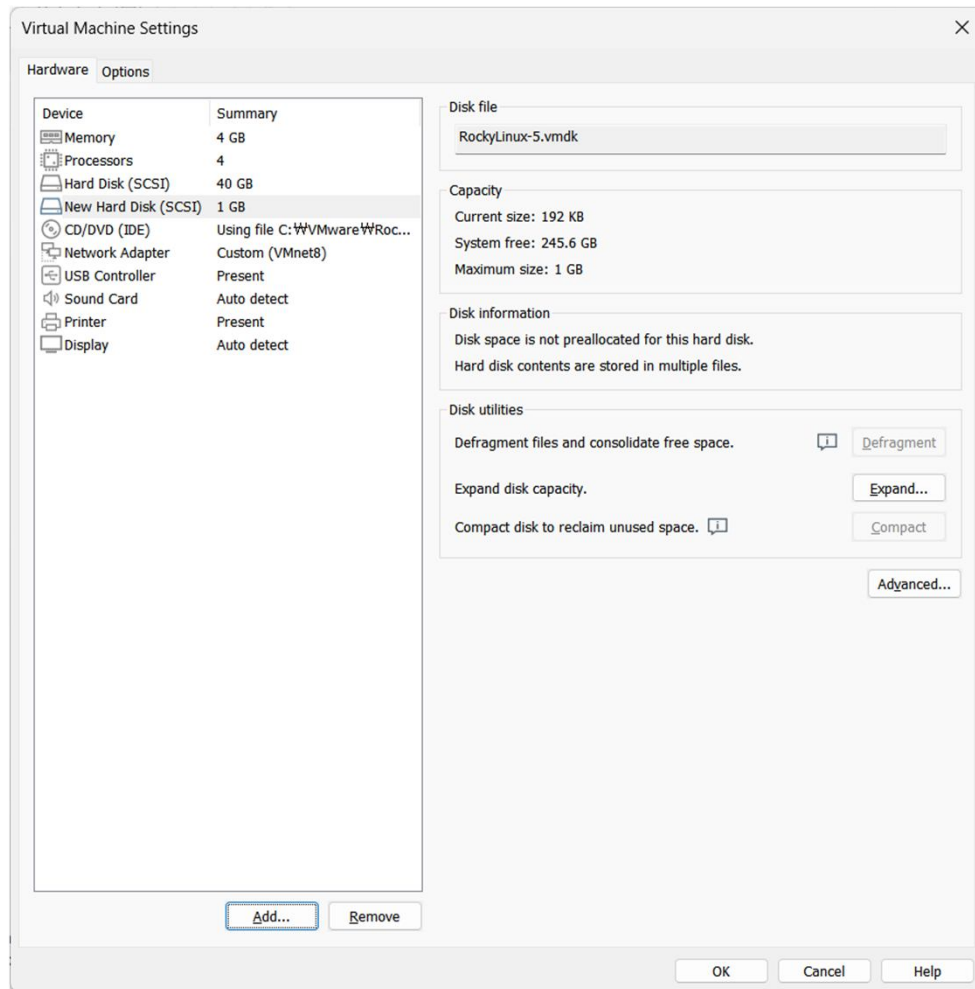 Virtual Machine Settings
Hardware Options
Device Summary
Memory 4 GB
Processors 4
Hard Disk (SCSI) 40 GB
New Hard Disk (SCSI) 1 GB
CD/DVD (IDE) Using file C:₩VMware₩Roc...
Network Adapter Custom (VMnet8)
USB Controller Present
Sound Card Auto detect
Printer Present
Display Auto detect
Add... Remove
Disk file
RockyLinux-5.vmdk
Capacity
Current size: 192 KB
System free: 245.6 GB
Maximum size: 1 GB
Disk information
Disk space is not preallocated for this hard disk.
Hard disk contents are stored in multiple files.
Disk utilities
Defragment files and consolidate free space. Defragment
Expand disk capacity. Expand...
Compact disk to reclaim unused space. Compact
Advanced...
OK Cancel Help